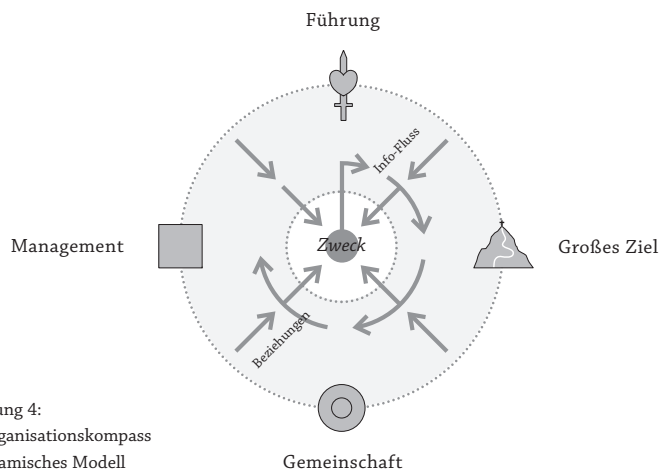 Führung
Info-Fluss
Management
Zweck
Großes Ziel
Beziehungen
ung 4:
ganisationskompass
amisches Modell
Gemeinschaft